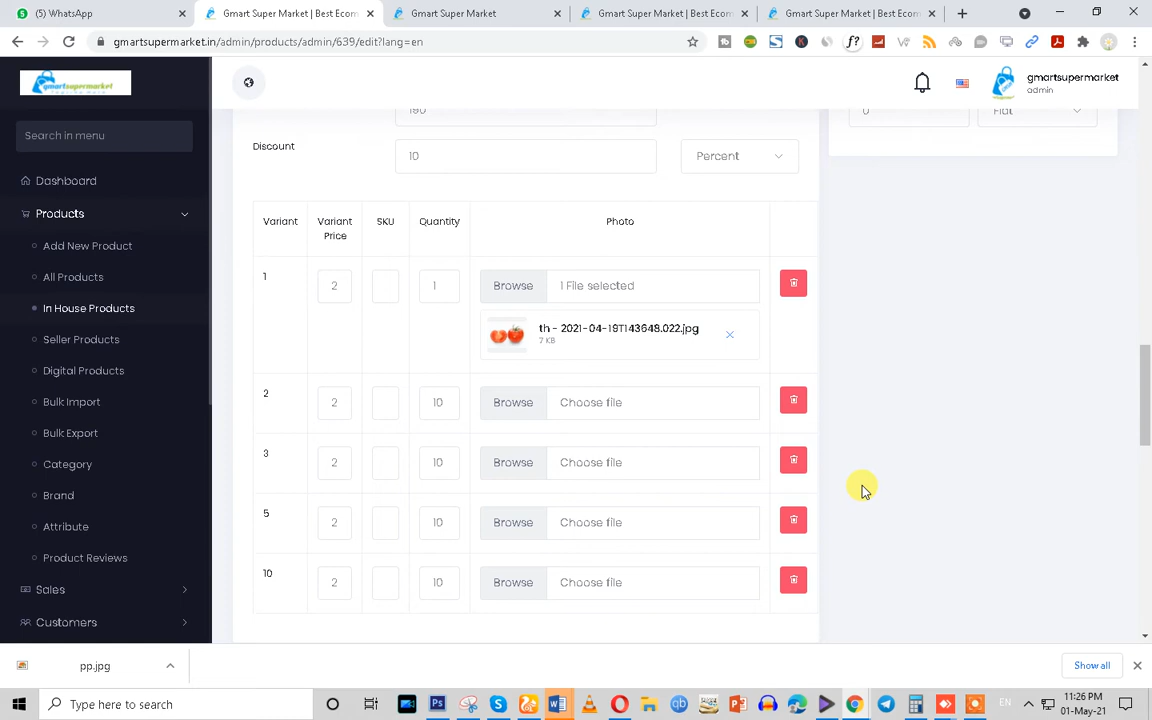 (5) WhatsApp
Gmart Super Market | Best Ecom
Gmart Super Market
Gmart Super Market | Best Ecom
Gmart Super Market | Best Ecom
gmartsupermarket.in/admin/products/admin/639/edit?lang=en
gmartsupermarket
gmartsupermarket
admin
Search in menu
Dashboard
Products
Add New Product
All Products
In House Products
Seller Products
Digital Products
Bulk Import
Bulk Export
Category
Brand
Attribute
Product Reviews
Sales
Customers
190
0
Flat
Discount
10
Percent
Variant
Variant Price
SKU
Quantity
Photo
1
2
1
Browse
1 File selected
th - 2021-04-19T143648.022.jpg
7 KB
2
2
10
Browse
Choose file
3
2
10
Browse
Choose file
5
2
10
Browse
Choose file
10
2
10
Browse
Choose file
pp.jpg
Show all
Type here to search
EN
11:26 PM
01-May-21